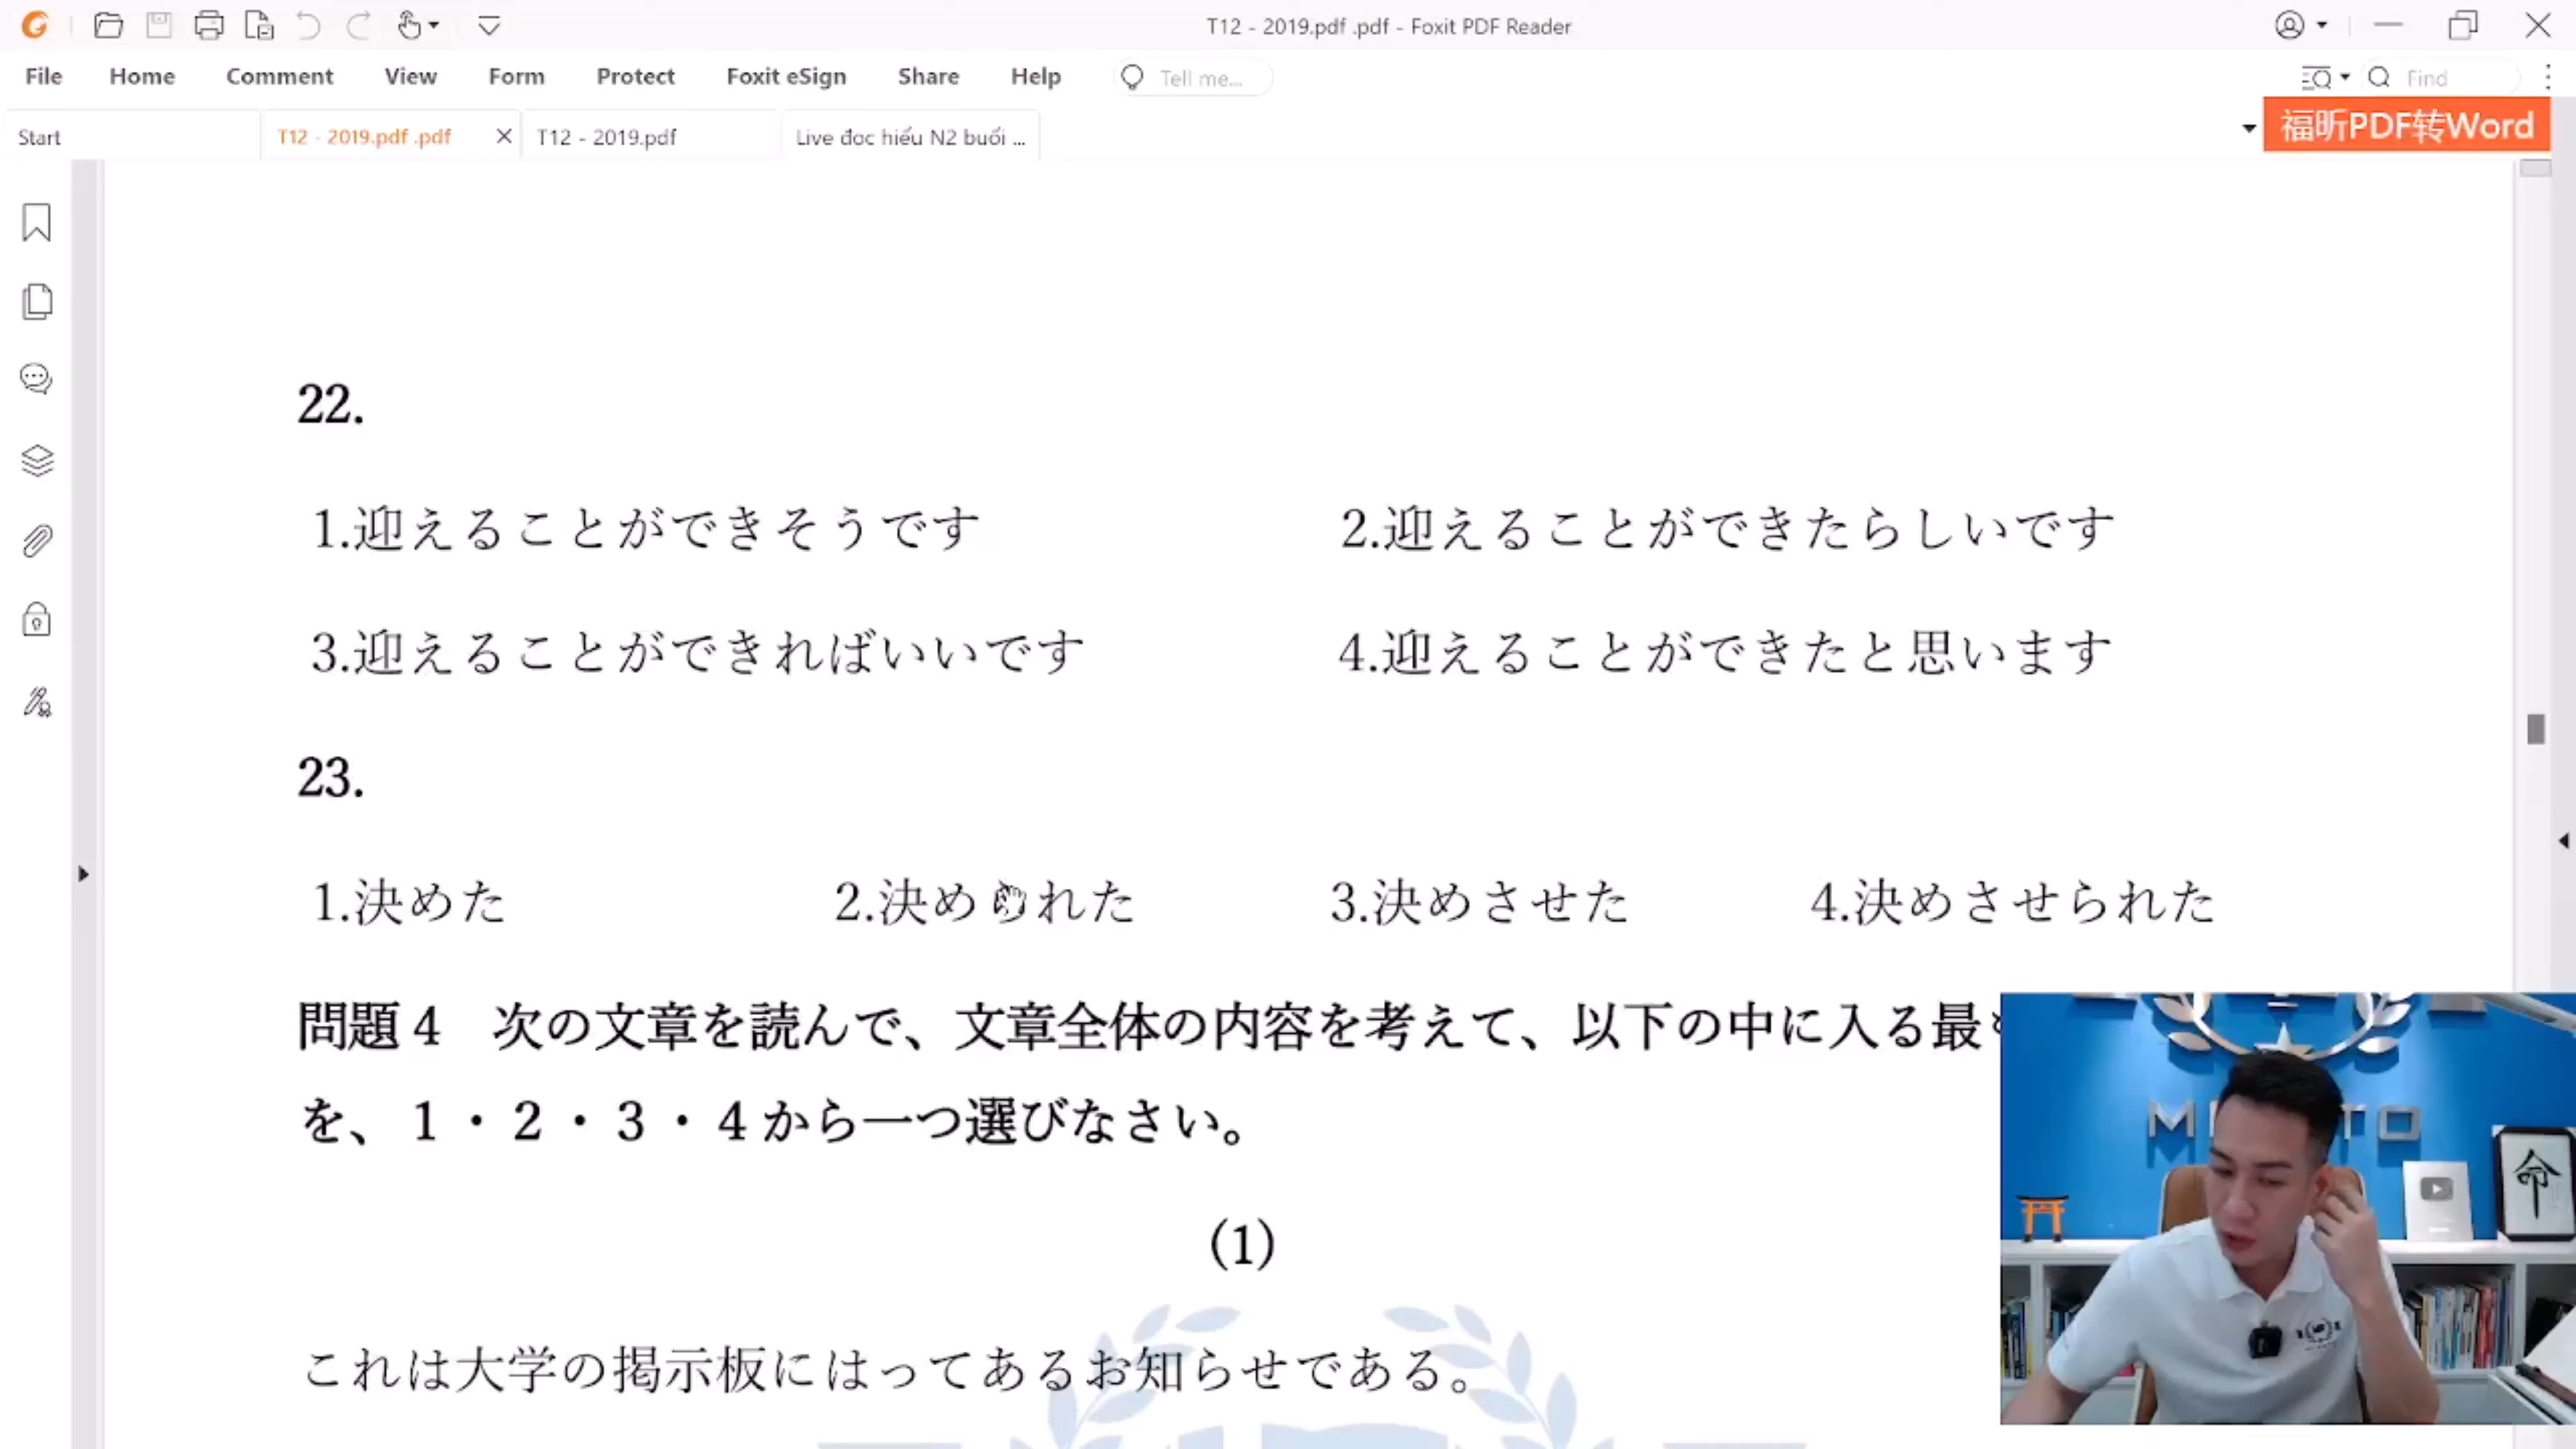 T12 - 2019.pdf .pdf - Foxit PDF Reader
File Home Comment View Form Protect Foxit eSign Share Help Tell me... Find
Start T12 - 2019.pdf .pdf T12 - 2019.pdf Live đọc hiểu N2 buổi ... 福昕PDF转Word
22.
1.迎えることができそうです 2.迎えることができたらしいです
3.迎えることができればいいです 4.迎えることができたと思います
23.
1.決めた 2.決められた 3.決めさせた 4.決めさせられた
問題４ 次の文章を読んで、文章全体の内容を考えて、以下の中に入る最
を、１・２・３・４から一つ選びなさい。
(1)
これは大学の掲示板にはってあるお知らせである。
命